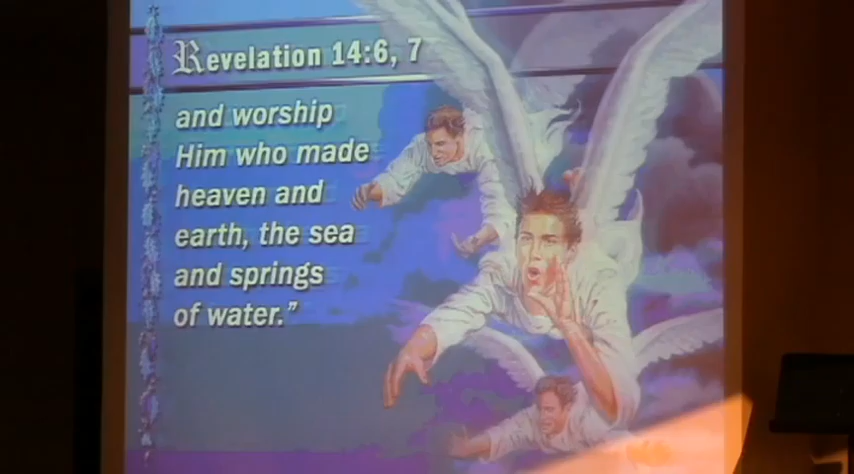 Revelation 14:6, 7
and worship
Him who made
heaven and
earth, the sea
and springs
of water.”